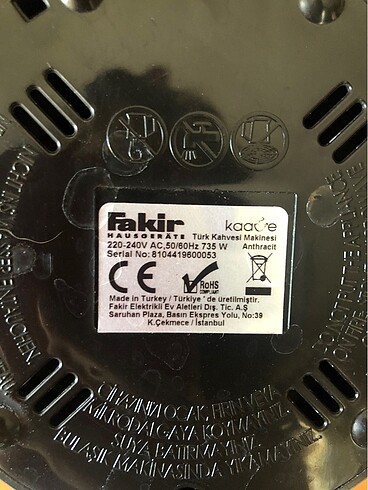 Fakir
HAUSGERÄTE
kaave
Türk Kahvesi Makinesi
Anthracit
220-240V AC,50/60Hz 735 W
Serial No: 8104419600053
CE
RoHS
COMPLIANT
Made in Turkey / Türkiye ' de üretilmiştir.
Fakir Elektrikli Ev Aletleri Dış. Tic. A.Ş
Saruhan Plaza, Basın Ekspres Yolu, No:39
K.Çekmece / İstanbul
CİHAZINIZI OCAK, FIRIN VEYA
MİKRODALGAYA KOYMAYINIZ.
SUYA BATIRMAYINIZ.
BULAŞIK MAKİNASINDA YIKAMAYINIZ.